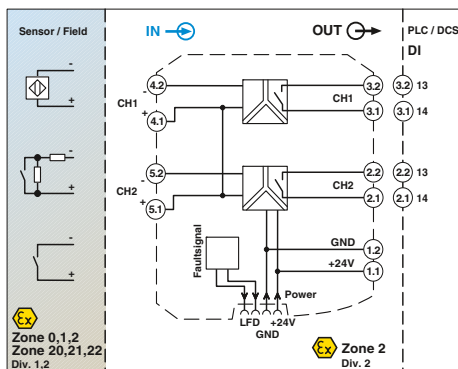 Sensor / Field
IN
OUT
PLC / DCS
DI
-
+
-
+
-
+
4.2
-
CH1
+
4.1
5.2
-
CH2
+
5.1
3.2
CH1
3.1
2.2
CH2
2.1
GND
1.2
+24V
1.1
3.2 13
3.1 14
2.2 13
2.1 14
Faultsignal
Power
LFD
+24V
GND
Ex
Zone 0,1,2
Zone 20,21,22
Div. 1,2
Ex
Zone 2
Div. 2